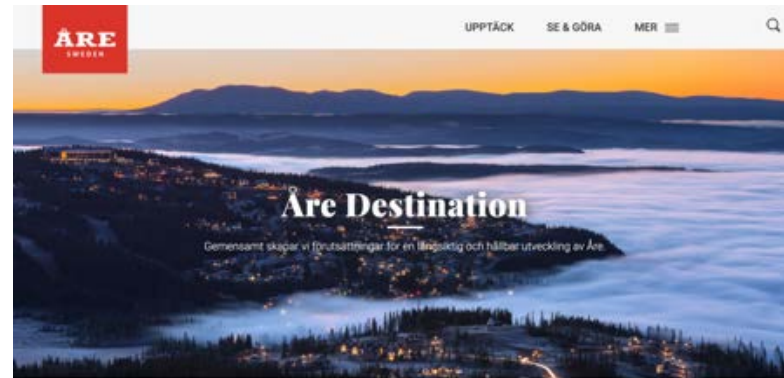 ÅRE
SWEDEN
UPPTÄCK SE & GÖRA MER
Åre Destination
Gemensamt skapar vi förutsättningar för en långsiktig och hållbar utveckling av Åre.